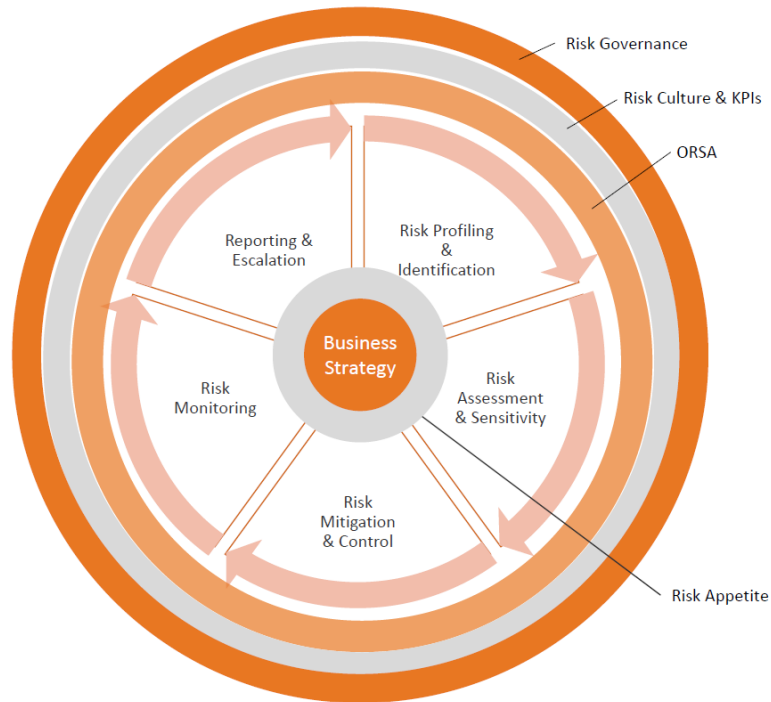 Risk Governance
Risk Culture & KPIs
ORSA
Reporting &
Escalation
Risk Profiling
&
Identification
Business
Strategy
Risk
Monitoring
Risk
Assessment
& Sensitivity
Risk
Mitigation
& Control
Risk Appetite